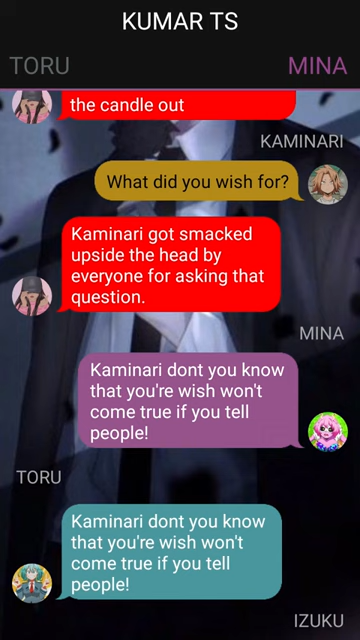 KUMAR TS
TORU
MINA
the candle out
KAMINARI
What did you wish for?
Kaminari got smacked
upside the head by
everyone for asking that
question.
MINA
Kaminari dont you know
that you're wish won't
come true if you tell
people!
TORU
Kaminari dont you know
that you're wish won't
come true if you tell
people!
IZUKU